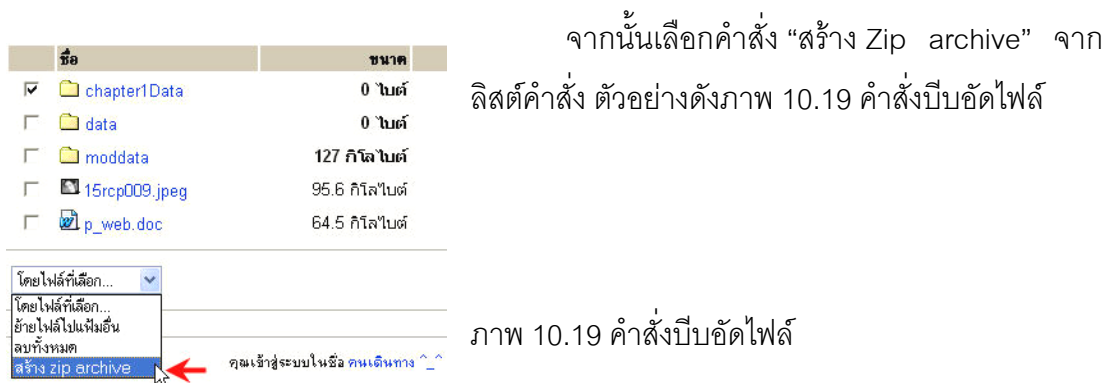 จากนั้นเลือกคำสั่ง “สร้าง Zip archive” จาก
ลิสต์คำสั่ง ตัวอย่างดังภาพ 10.19 คำสั่งบีบอัดไฟล์
ชื่อ ขนาด
chapter1Data 0 ไบต์
data 0 ไบต์
moddata 127 กิโลไบต์
15rcp009.jpeg 95.6 กิโลไบต์
p_web.doc 64.5 กิโลไบต์
โดยไฟล์ที่เลือก...
โดยไฟล์ที่เลือก...
ย้ายไฟล์ไปแฟ้มอื่น
ลบทั้งหมด
สร้าง zip archive
คุณเข้าสู่ระบบในชื่อ คนเดินทาง ^_^
ภาพ 10.19 คำสั่งบีบอัดไฟล์